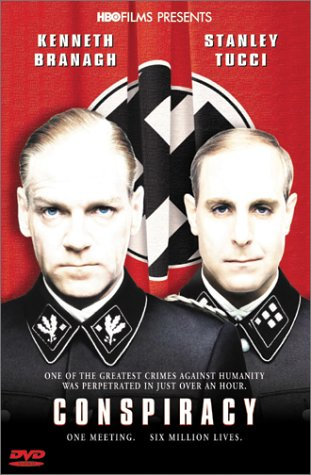 HBO FILMS PRESENTS
KENNETH BRANAGH
STANLEY TUCCI
ONE OF THE GREATEST CRIMES AGAINST HUMANITY
WAS PERPETRATED IN JUST OVER AN HOUR.
CONSPIRACY
ONE MEETING. SIX MILLION LIVES.
DVD